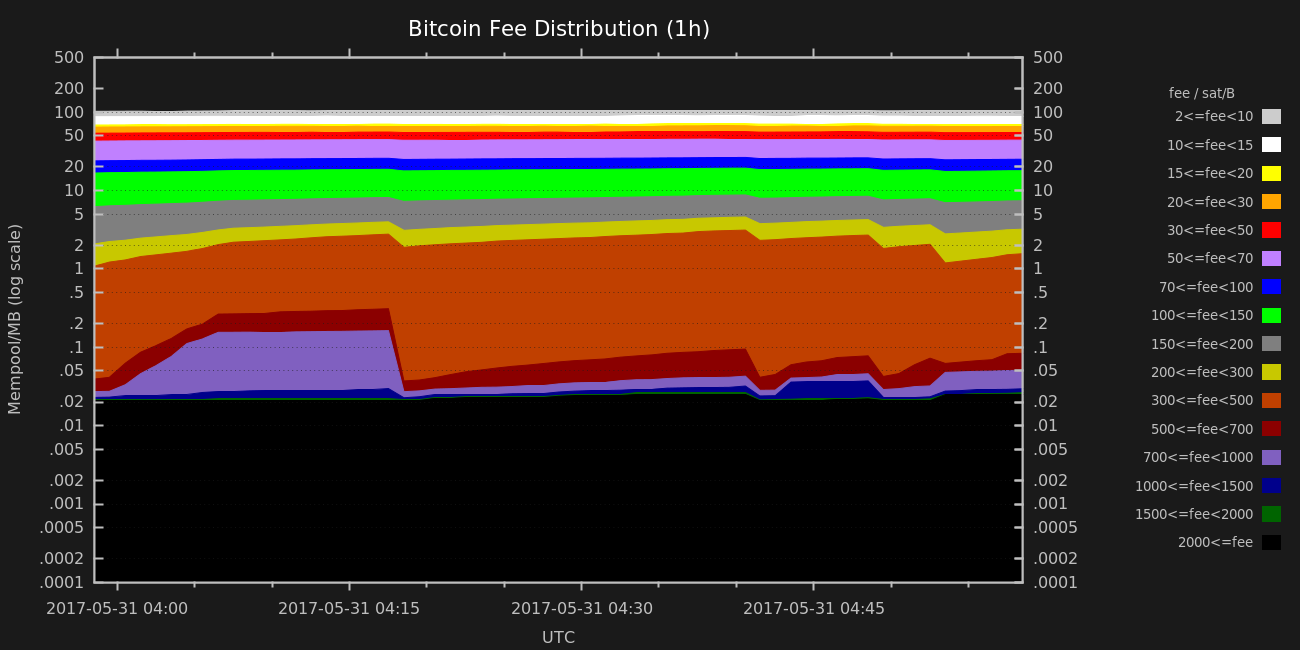 Bitcoin Fee Distribution (1h)
Mempool/MB (log scale)
500
200
100
50
20
10
5
2
1
.5
.2
.1
.05
.02
.01
.005
.002
.001
.0005
.0002
.0001
500
200
100
50
20
10
5
2
1
.5
.2
.1
.05
.02
.01
.005
.002
.001
.0005
.0002
.0001
2017-05-31 04:00 2017-05-31 04:15 2017-05-31 04:30 2017-05-31 04:45
UTC
fee / sat/B
2<=fee<10
10<=fee<15
15<=fee<20
20<=fee<30
30<=fee<50
50<=fee<70
70<=fee<100
100<=fee<150
150<=fee<200
200<=fee<300
300<=fee<500
500<=fee<700
700<=fee<1000
1000<=fee<1500
1500<=fee<2000
2000<=fee